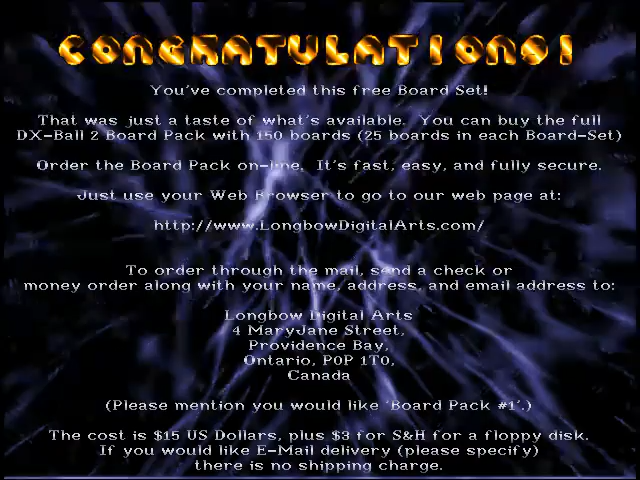 CONGRATULATIONS!
You've completed this free Board Set!
That was just a taste of what's available. You can buy the full
DX-Ball 2 Board Pack with 150 boards (25 boards in each Board-Set)
Order the Board Pack on-line. It's fast, easy, and fully secure.
Just use your Web Browser to go to our web page at:
http://www.LongbowDigitalArts.com/
To order through the mail, send a check or
money order along with your name, address, and email address to:
Longbow Digital Arts
4 MaryJane Street,
Providence Bay,
Ontario, P0P 1T0,
Canada
(Please mention you would like 'Board Pack #1'.)
The cost is $15 US Dollars, plus $3 for S&H for a floppy disk.
If you would like E-Mail delivery (please specify)
there is no shipping charge.